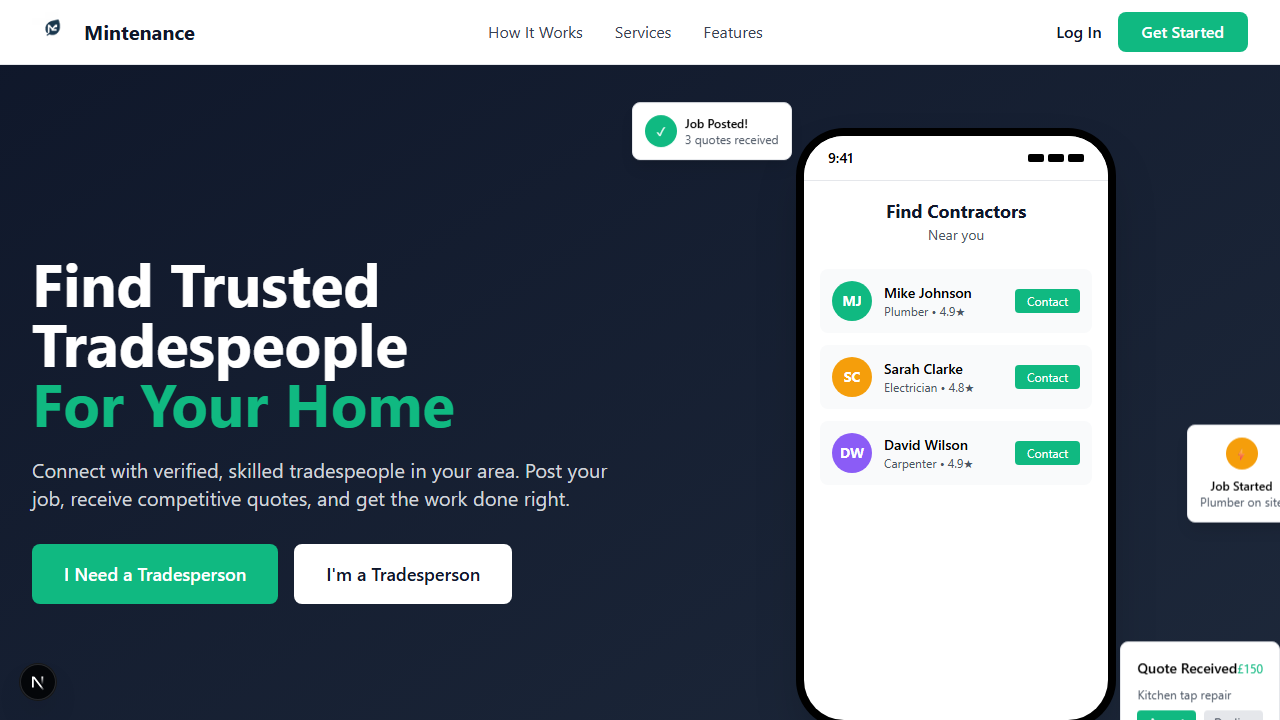 Mintenance
How It Works
Services
Features
Log In
Get Started
Find Trusted
Tradespeople
For Your Home
Connect with verified, skilled tradespeople in your area. Post your
job, receive competitive quotes, and get the work done right.
I Need a Tradesperson
I'm a Tradesperson
✓
Job Posted!
3 quotes received
9:41
Find Contractors
Near you
MJ
Mike Johnson
Plumber • 4.9★
Contact
SC
Sarah Clarke
Electrician • 4.8★
Contact
DW
David Wilson
Carpenter • 4.9★
Contact
Job Started
Plumber on site
Quote Received£150
Kitchen tap repair
N